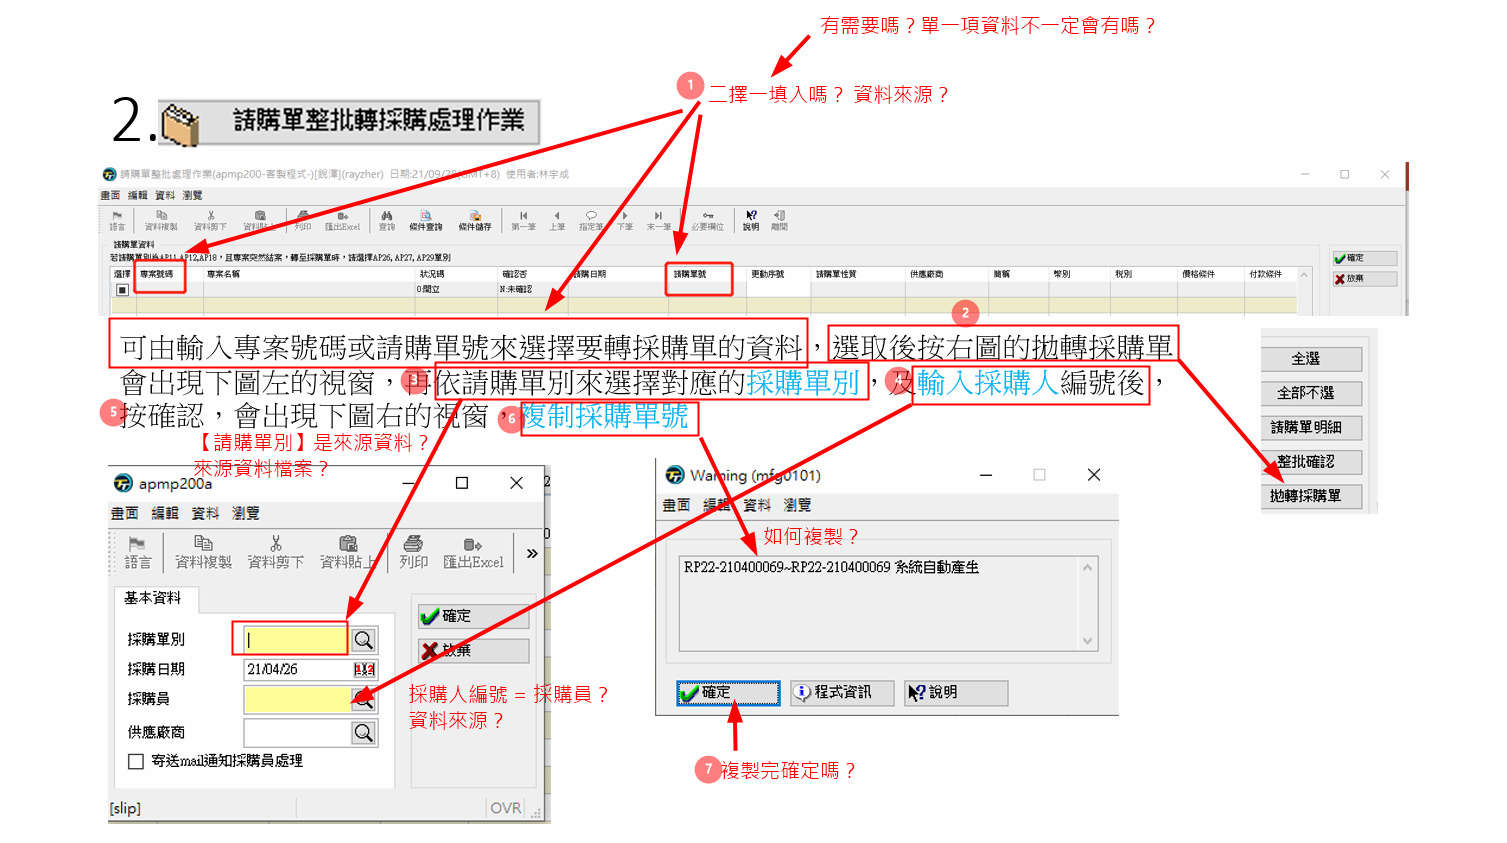 有需要嗎？單一項資料不一定會有嗎？
1 二擇一填入嗎？ 資料來源？
2. 請購單整批轉採購處理作業
請購單整批處理作業(apmp200-客製程式-)[銳澤](rayzher) 日期:21/09/28(GMT+8) 使用者:林宇成
畫面 編輯 資料 瀏覽
語言 資料複製 資料剪下 資料貼上 列印 匯出Excel 查詢 條件查詢 條件儲存 第一筆 上筆 指定筆 下筆 末一筆 必要欄位 說明 離開
請購單資料
若請購單別為AP11,AP12,AP18，且專案突然結案，轉至採購單時，請選擇AP26, AP27, AP29單別
確定
放棄
選擇 專案號碼 專案名稱 狀況碼 確認否 請購日期 請購單號 更動序號 請購單性質 供應廠商 簡稱 幣別 稅別 價格條件 付款條件
0:開立 N:未確認
2
可由輸入專案號碼或請購單號來選擇要轉採購單的資料，選取後按右圖的拋轉採購單
會出現下圖左的視窗，3再依請購單別來選擇對應的採購單別，及輸入採購人編號後，
5 按確認，會出現下圖右的視窗，6 複制採購單號
全選
全部不選
請購單明細
整批確認
拋轉採購單
【請購單別】是來源資料？
來源資料檔案？
apmp200a
畫面 編輯 資料 瀏覽
語言 資料複製 資料剪下 資料貼上 列印 匯出Excel »
基本資料
採購單別
採購日期 21/04/26
採購員
供應廠商
寄送mail通知採購員處理
確定
放棄
[slip] OVR
採購人編號 = 採購員？
資料來源？
Warning (mfg0101)
畫面 編輯 資料 瀏覽
如何複製？
RP22-210400069~RP22-210400069 系統自動產生
確定 程式資訊 說明
7 複製完確定嗎？